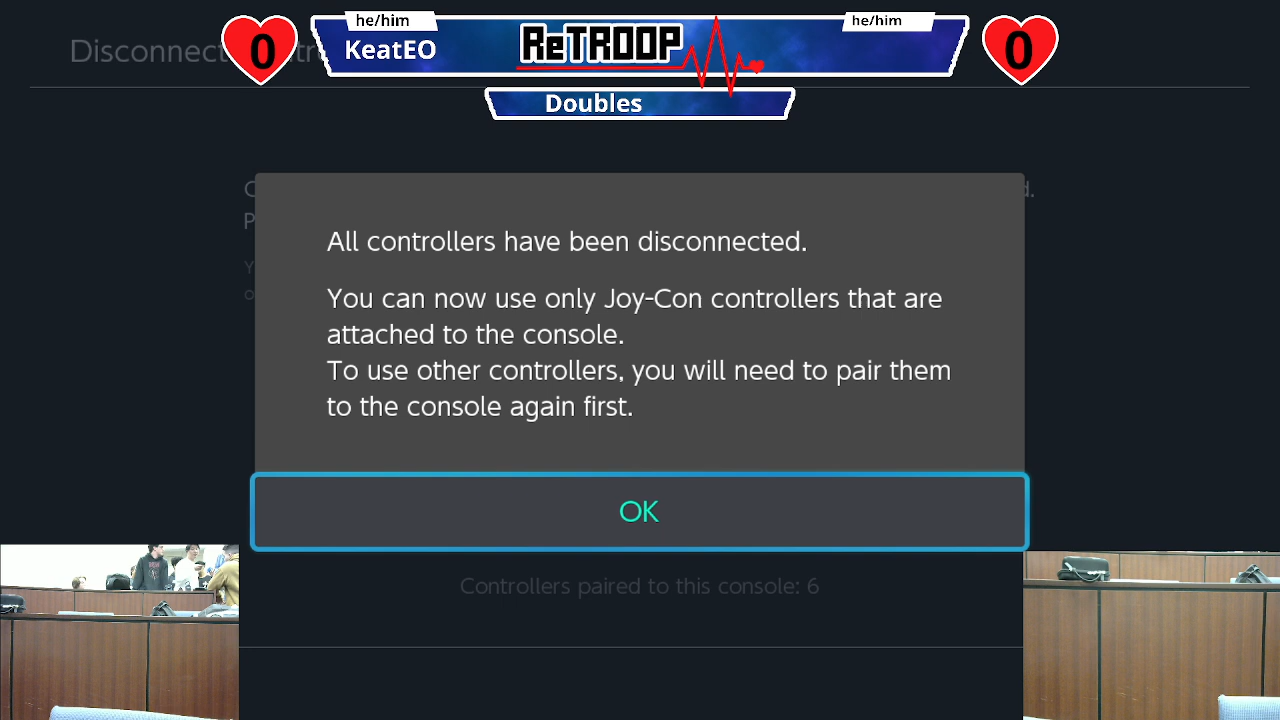 he/him
he/him
0
KeatEO
ReTROOP
0
Disconnect
Doubles
All controllers have been disconnected.
You can now use only Joy-Con controllers that are
attached to the console.
To use other controllers, you will need to pair them
to the console again first.
OK
Controllers paired to this console: 6